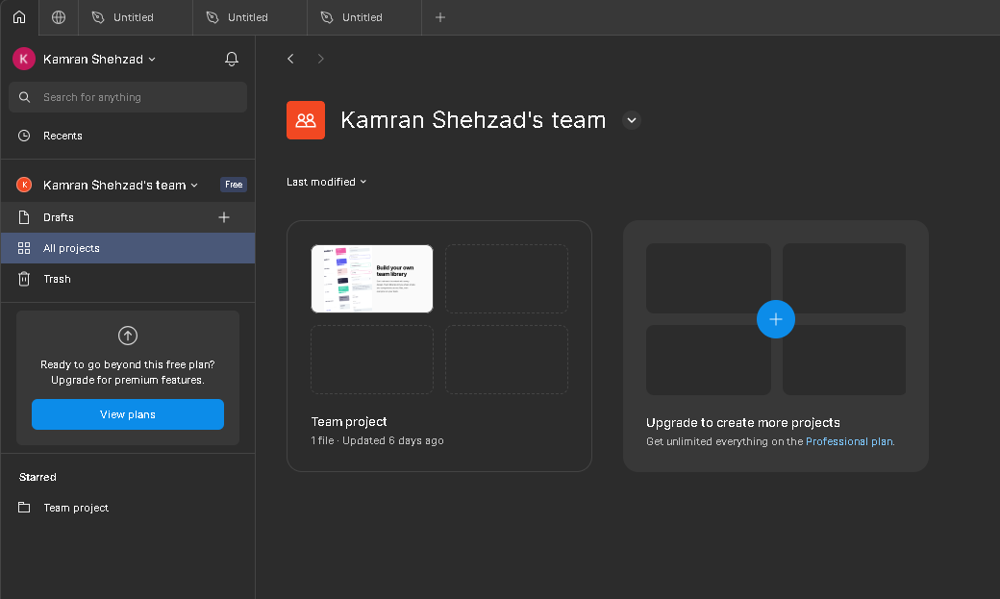 Untitled
Untitled
Untitled
K
Kamran Shehzad
Search for anything
Recents
K
Kamran Shehzad's team
Free
Drafts
All projects
Trash
Ready to go beyond this free plan?
Upgrade for premium features.
View plans
Starred
Team project
Kamran Shehzad's team
Last modified
Build your own
team library
Team project
1 file · Updated 6 days ago
Upgrade to create more projects
Get unlimited everything on the Professional plan.